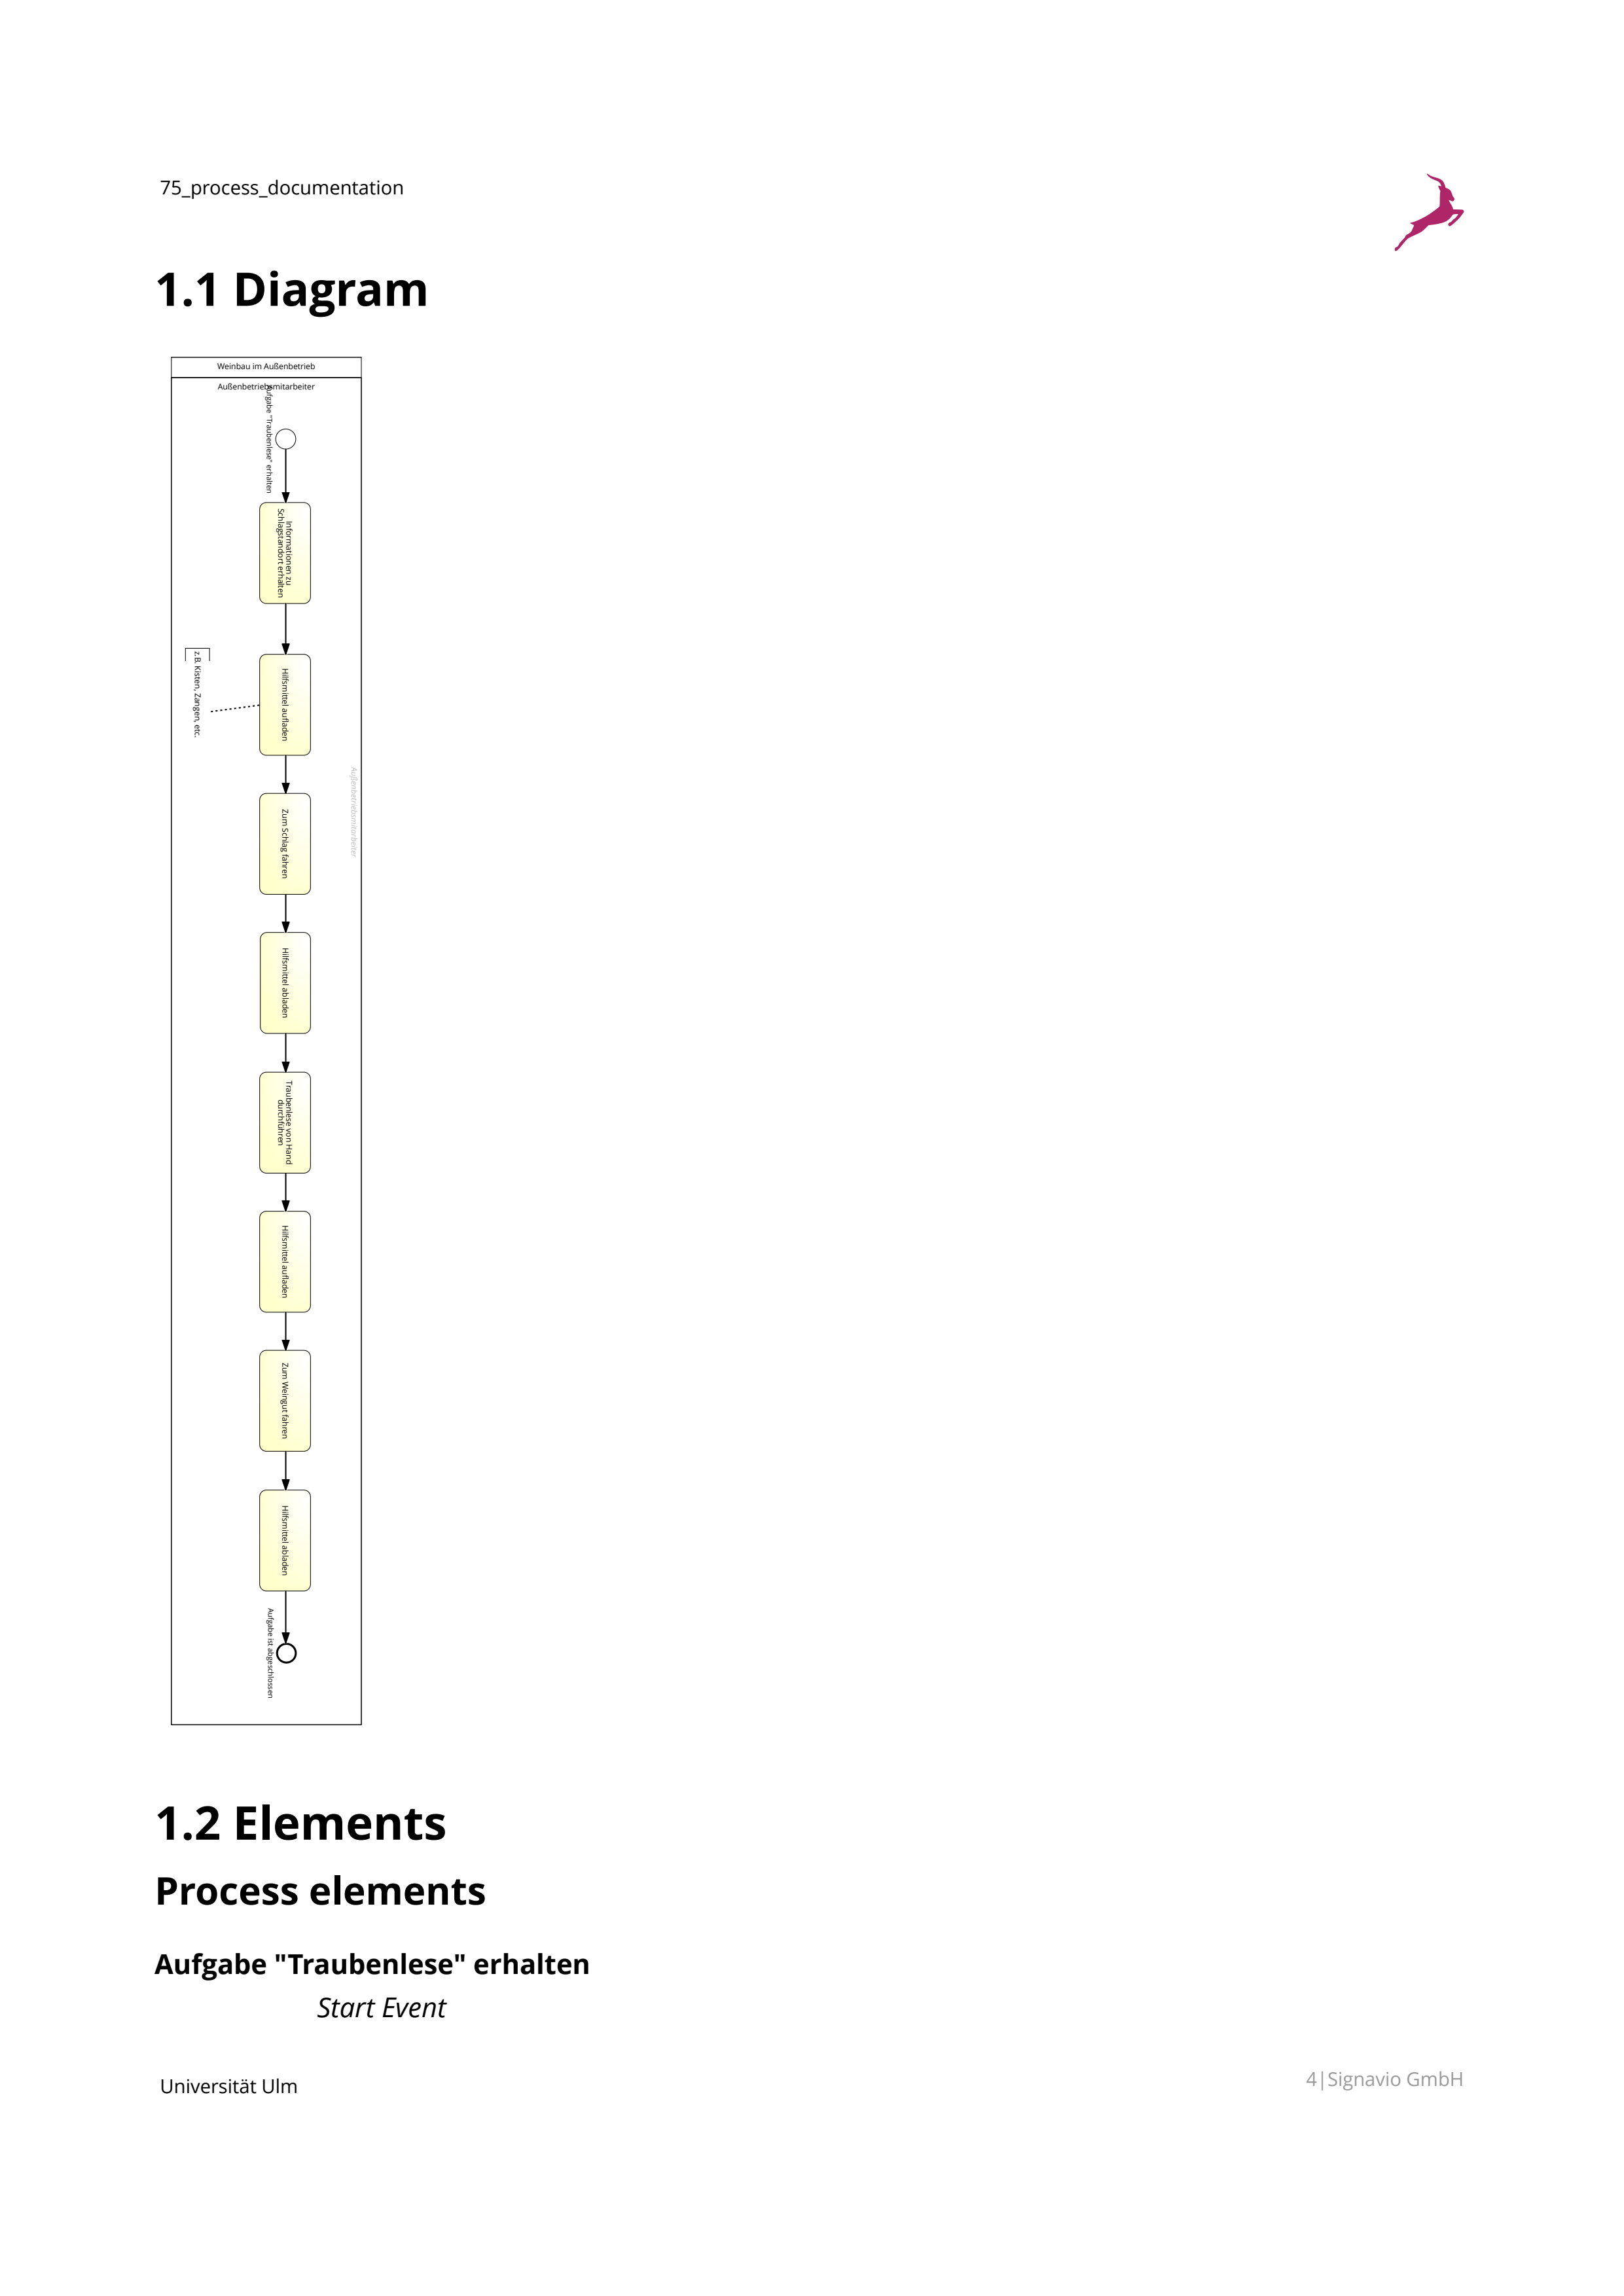 75_process_documentation
1.1 Diagram
Weinbau im Außenbetrieb
Außenbetriebsmitarbeiter
Aufgabe "Traubenlese" erhalten
Informationen zu
Schlagstandort erhalten
z.B. Kisten, Zangen, etc.
Hilfsmittel aufladen
Außenbetriebsmitarbeiter
Zum Schlag fahren
Hilfsmittel abladen
Traubenlese von Hand
durchführen
Hilfsmittel aufladen
Zum Weingut fahren
Hilfsmittel abladen
Aufgabe ist abgeschlossen
1.2 Elements
Process elements
Aufgabe "Traubenlese" erhalten
Start Event
Universität Ulm
4|Signavio GmbH